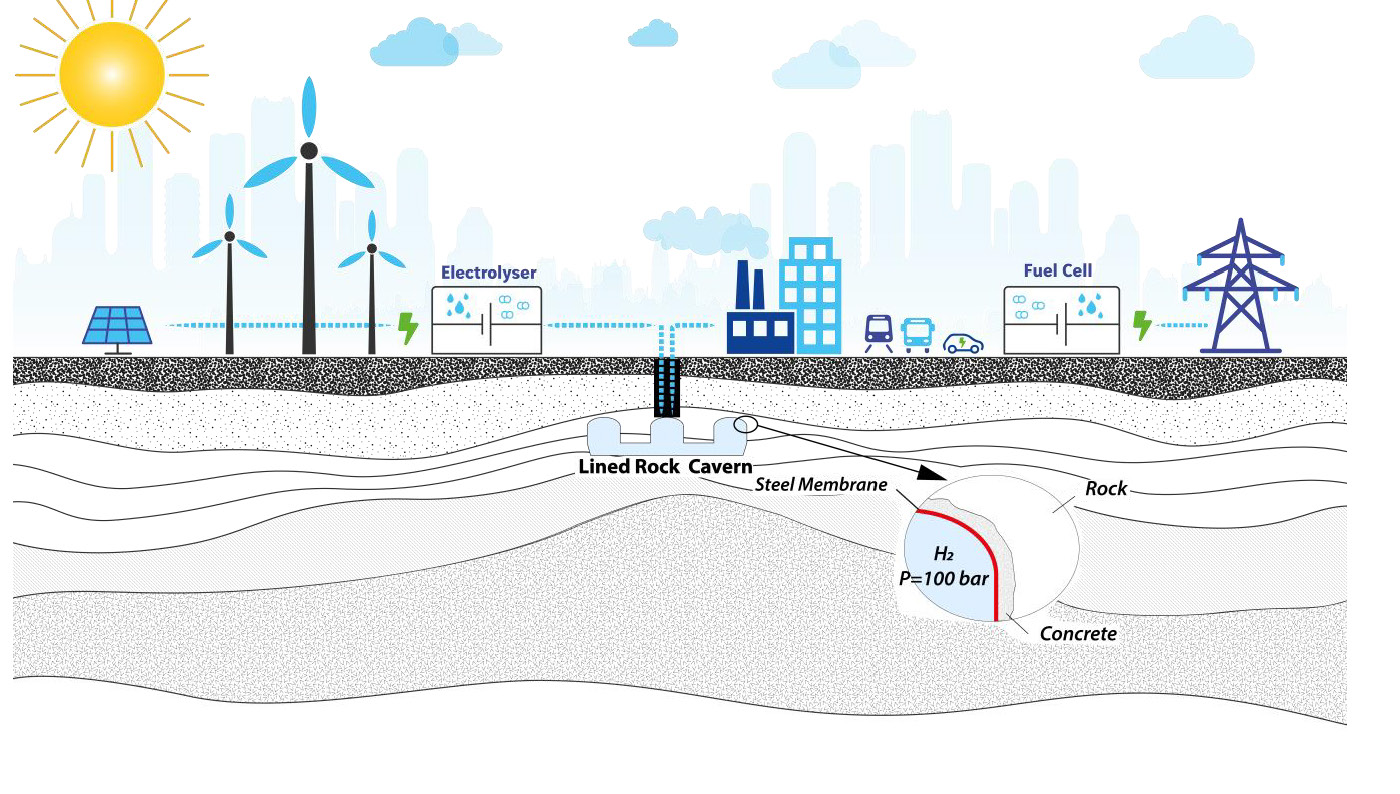 Electrolyser
Fuel Cell
Lined Rock Cavern
Steel Membrane
Rock
H₂
P=100 bar
Concrete